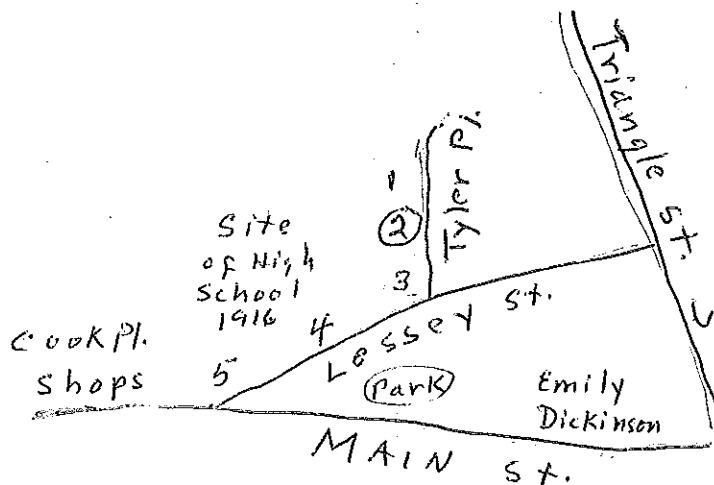 Triangle St.
Tyler Pl.
1
2
3
Site
of High
School
1916
4
5
Cook Pl.
Shops
Lessey St.
Park
Emily
Dickinson
MAIN St.